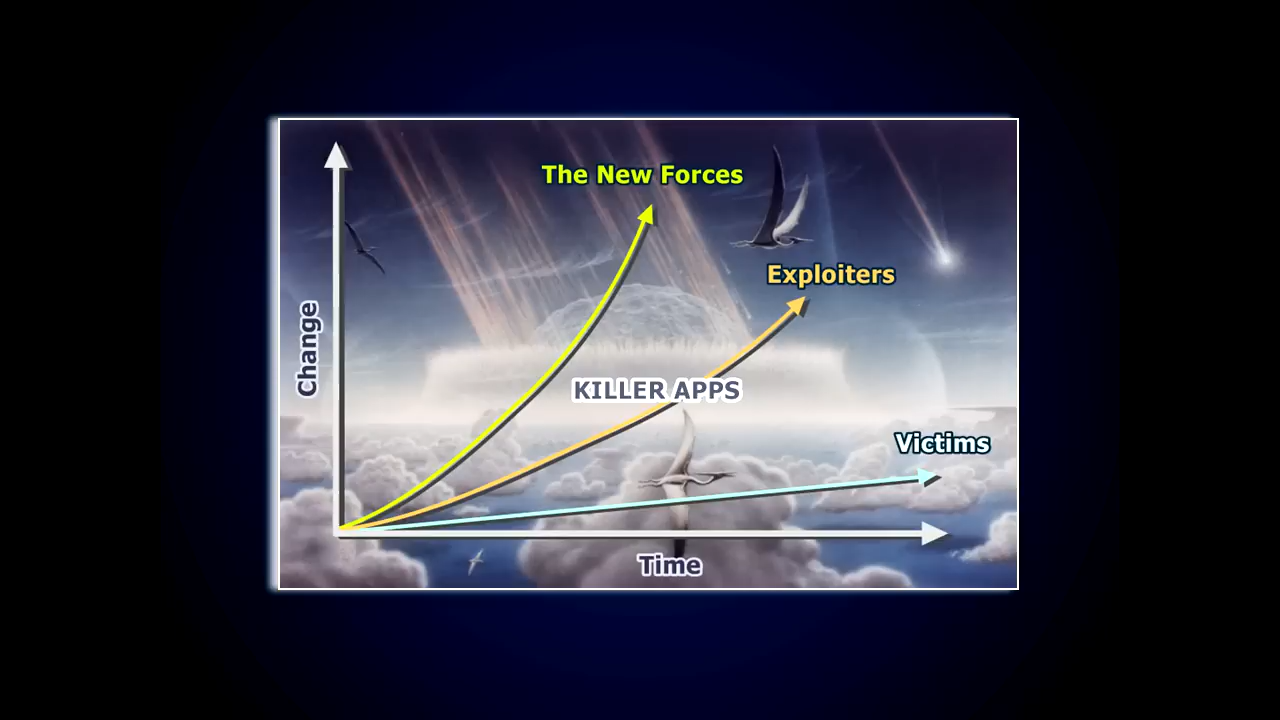 The New Forces
Exploiters
Change
KILLER APPS
Victims
Time